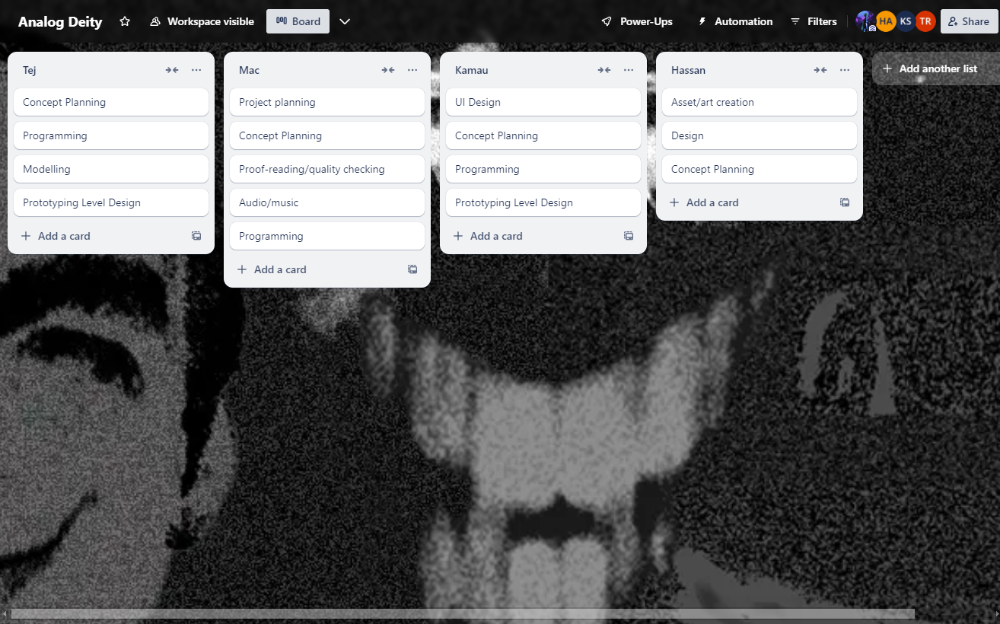 Analog Deity
Workspace visible
Board
Power-Ups
Automation
Filters
HA
KS
TR
Share
Tej
Concept Planning
Programming
Modelling
Prototyping Level Design
Add a card
Mac
Project planning
Concept Planning
Proof-reading/quality checking
Audio/music
Programming
Add a card
Kamau
UI Design
Concept Planning
Programming
Prototyping Level Design
Add a card
Hassan
Asset/art creation
Design
Concept Planning
Add a card
Add another list